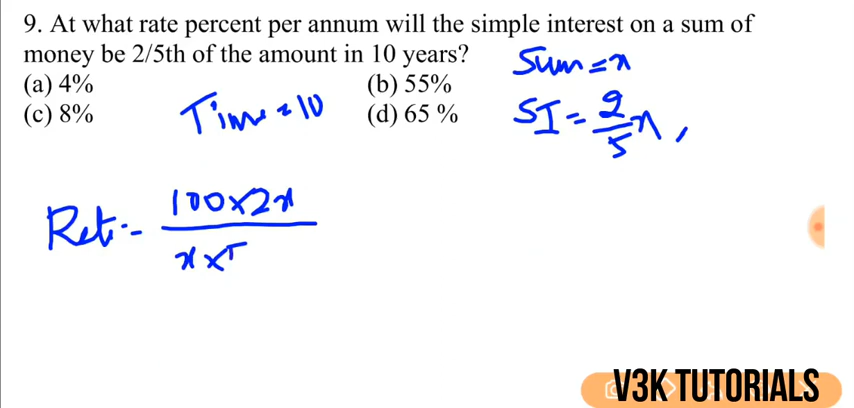 9. At what rate percent per annum will the simple interest on a sum of
money be 2/5th of the amount in 10 years?
(a) 4% (b) 55%
(c) 8% (d) 65 %
Sum = x
Time = 10
SI = 2/5 x,
Rate = 100×2x
x×5
V3K TUTORIALS